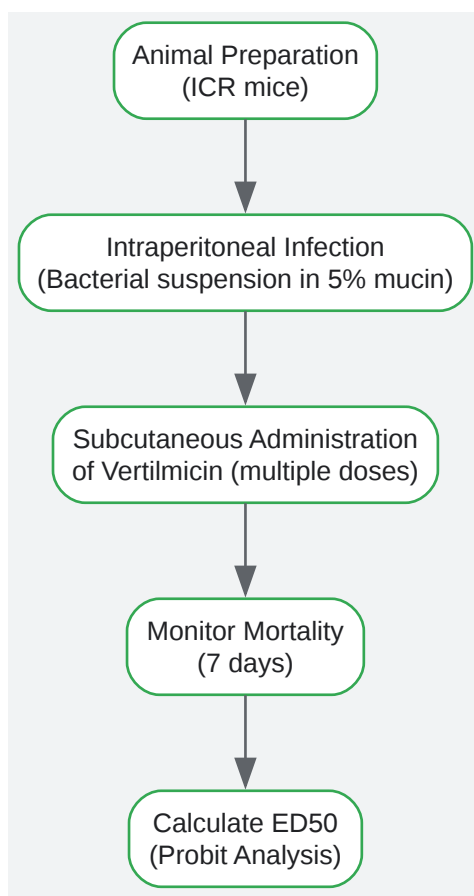 Animal Preparation
(ICR mice)
Intraperitoneal Infection
(Bacterial suspension in 5% mucin)
Subcutaneous Administration
of Vertilmicin (multiple doses)
Monitor Mortality
(7 days)
Calculate ED50
(Probit Analysis)